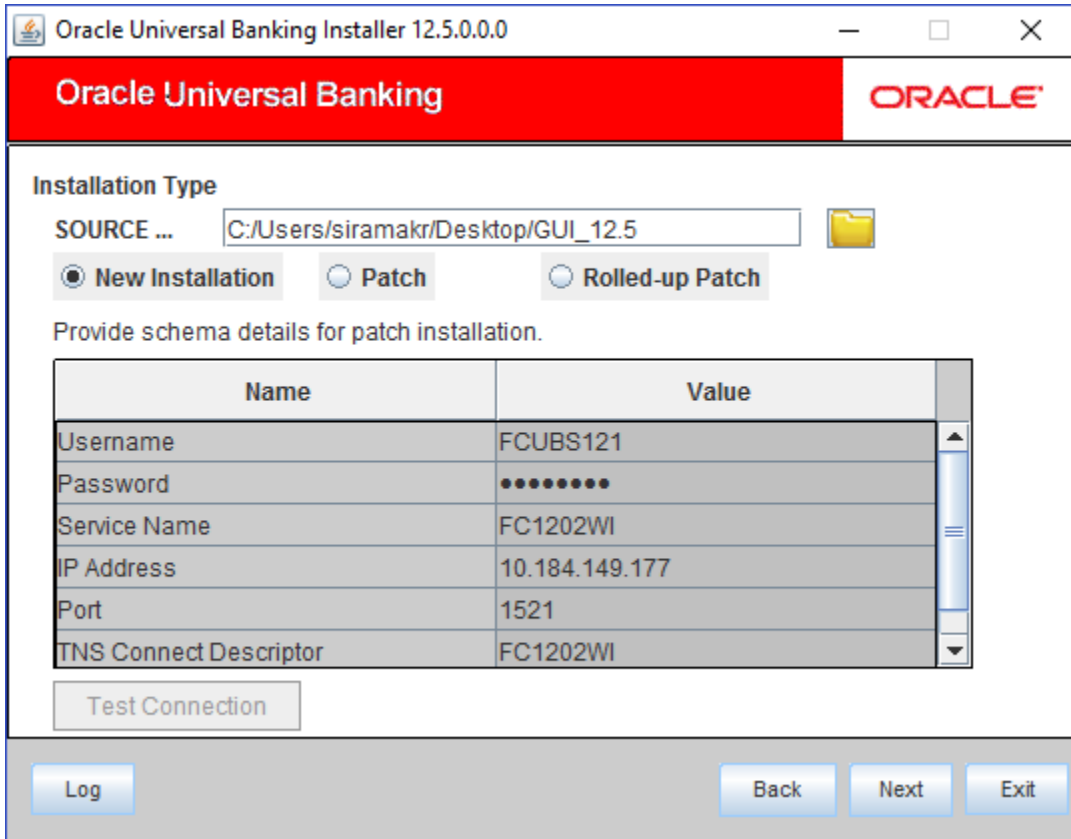 Oracle Universal Banking Installer 12.5.0.0.0
Oracle Universal Banking
ORACLE
Installation Type
SOURCE ... C:/Users/siramakr/Desktop/GUI_12.5
New Installation Patch Rolled-up Patch
Provide schema details for patch installation.
Name Value
Username FCUBS121
Password ••••••••
Service Name FC1202WI
IP Address 10.184.149.177
Port 1521
TNS Connect Descriptor FC1202WI
Test Connection
Log Back Next Exit